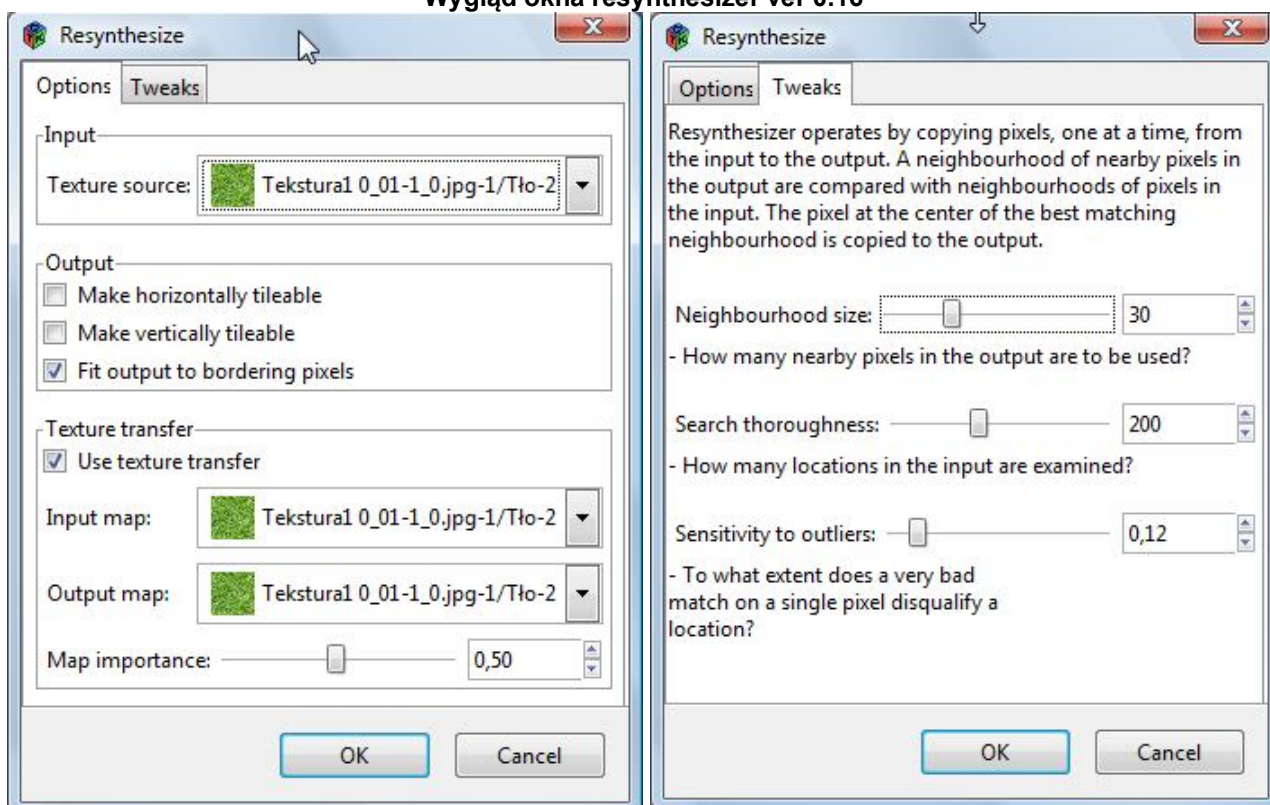 Wygląd okna resynthesizer ver 0.16
Resynthesize
Options Tweaks
Input
Texture source: Tekstura1 0_01-1_0.jpg-1/Tło-2
Output
Make horizontally tileable
Make vertically tileable
Fit output to bordering pixels
Texture transfer
Use texture transfer
Input map: Tekstura1 0_01-1_0.jpg-1/Tło-2
Output map: Tekstura1 0_01-1_0.jpg-1/Tło-2
Map importance: 0,50
OK Cancel
Resynthesize
Options Tweaks
Resynthesizer operates by copying pixels, one at a time, from
the input to the output. A neighbourhood of nearby pixels in
the output are compared with neighbourhoods of pixels in
the input. The pixel at the center of the best matching
neighbourhood is copied to the output.
Neighbourhood size: 30
- How many nearby pixels in the output are to be used?
Search thoroughness: 200
- How many locations in the input are examined?
Sensitivity to outliers: 0,12
- To what extent does a very bad
match on a single pixel disqualify a
location?
OK Cancel